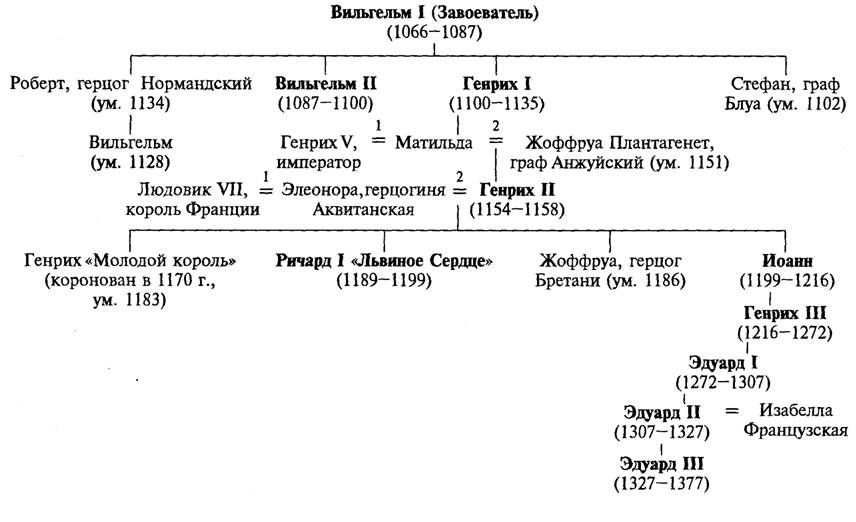 Вильгельм I (Завоеватель)
(1066—1087)
Роберт, герцог Нормандский
(ум. 1134)
Вильгельм II
(1087—1100)
Генрих I
(1100—1135)
Стефан, граф
Блуа (ум. 1102)
Вильгельм
(ум. 1128)
Генрих V,
император
1
=
Матильда
2
=
Жоффруа Плантагенет,
граф Анжуйский (ум. 1151)
Людовик VII,
король Франции
1
=
Элеонора,герцогиня
Аквитанская
2
=
Генрих II
(1154—1158)
Генрих «Молодой король»
(коронован в 1170 г.,
ум. 1183)
Ричард I «Львиное Сердце»
(1189—1199)
Жоффруа, герцог
Бретани (ум. 1186)
Иоанн
(1199—1216)
Генрих III
(1216—1272)
Эдуард I
(1272—1307)
Эдуард II
(1307—1327)
=
Изабелла
Французская
Эдуард III
(1327—1377)